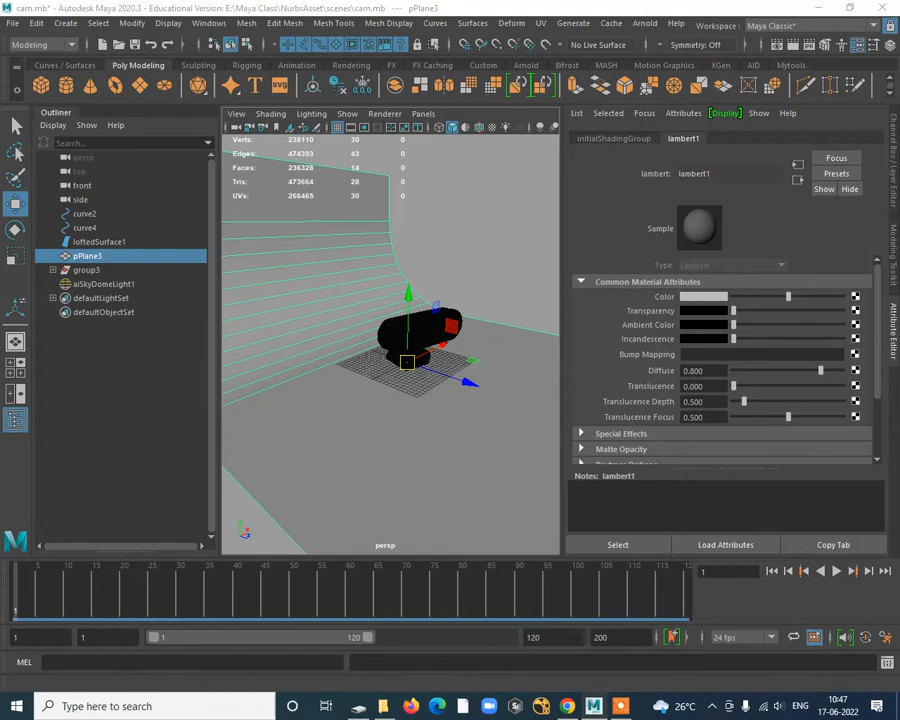 cam.mb* - Autodesk Maya 2020.3 - Educational Version: E:\Maya Class\NurbsAsset\scenes\cam.mb --- pPlane3
File Edit Create Select Modify Display Windows Mesh Edit Mesh Mesh Tools Mesh Display Curves Surfaces Deform UV Generate Cache Arnold Help Workspace : Maya Classic*
Modeling No Live Surface Symmetry: Off
Curves / Surfaces Poly Modeling Sculpting Rigging Animation Rendering FX FX Caching Custom Arnold Bifrost MASH Motion Graphics XGen AID Mytools
svg
Outliner
Display Show Help
Search...
persp
top
front
side
curve2
curve4
loftedSurface1
pPlane3
group3
aiSkyDomeLight1
defaultLightSet
defaultObjectSet
View Shading Lighting Show Renderer Panels
Verts: 238110 30 0
Edges: 474393 43 0
Faces: 236328 14 0
Tris: 473664 28 0
UVs: 266465 30 0
persp
List Selected Focus Attributes Display Show Help
initialShadingGroup lambert1
lambert: lambert1
Focus
Presets
Show Hide
Sample
Type Lambert
Common Material Attributes
Color
Transparency
Ambient Color
Incandescence
Bump Mapping
Diffuse 0.800
Translucence 0.000
Translucence Depth 0.500
Translucence Focus 0.500
Special Effects
Matte Opacity
Notes: lambert1
Select Load Attributes Copy Tab
Channel Box / Layer Editor
Modeling Toolkit
Attribute Editor
5 10 15 20 25 30 35 40 45 50 55 60 65 70 75 80 85 90 95 100 105 110 115 12
1
1
1 1 1 120 120 200 24 fps
MEL
Type here to search
26°C
10:47
17-06-2022